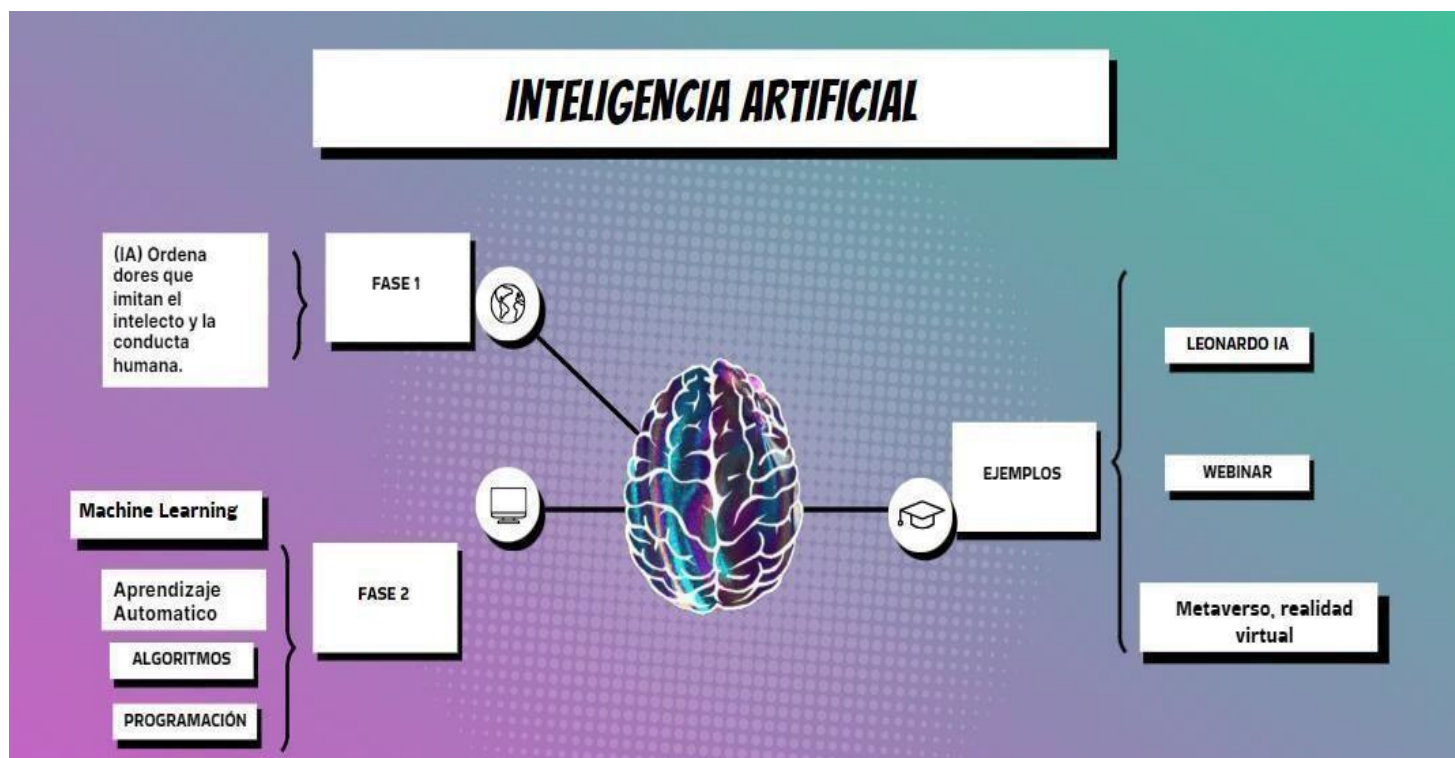 INTELIGENCIA ARTIFICIAL
(IA) Ordena
dores que
imitan el
intelecto y la
conducta
humana.
FASE 1
Machine Learning
Aprendizaje
Automatico
ALGORITMOS
PROGRAMACIÓN
FASE 2
EJEMPLOS
LEONARDO IA
WEBINAR
Metaverso, realidad
virtual